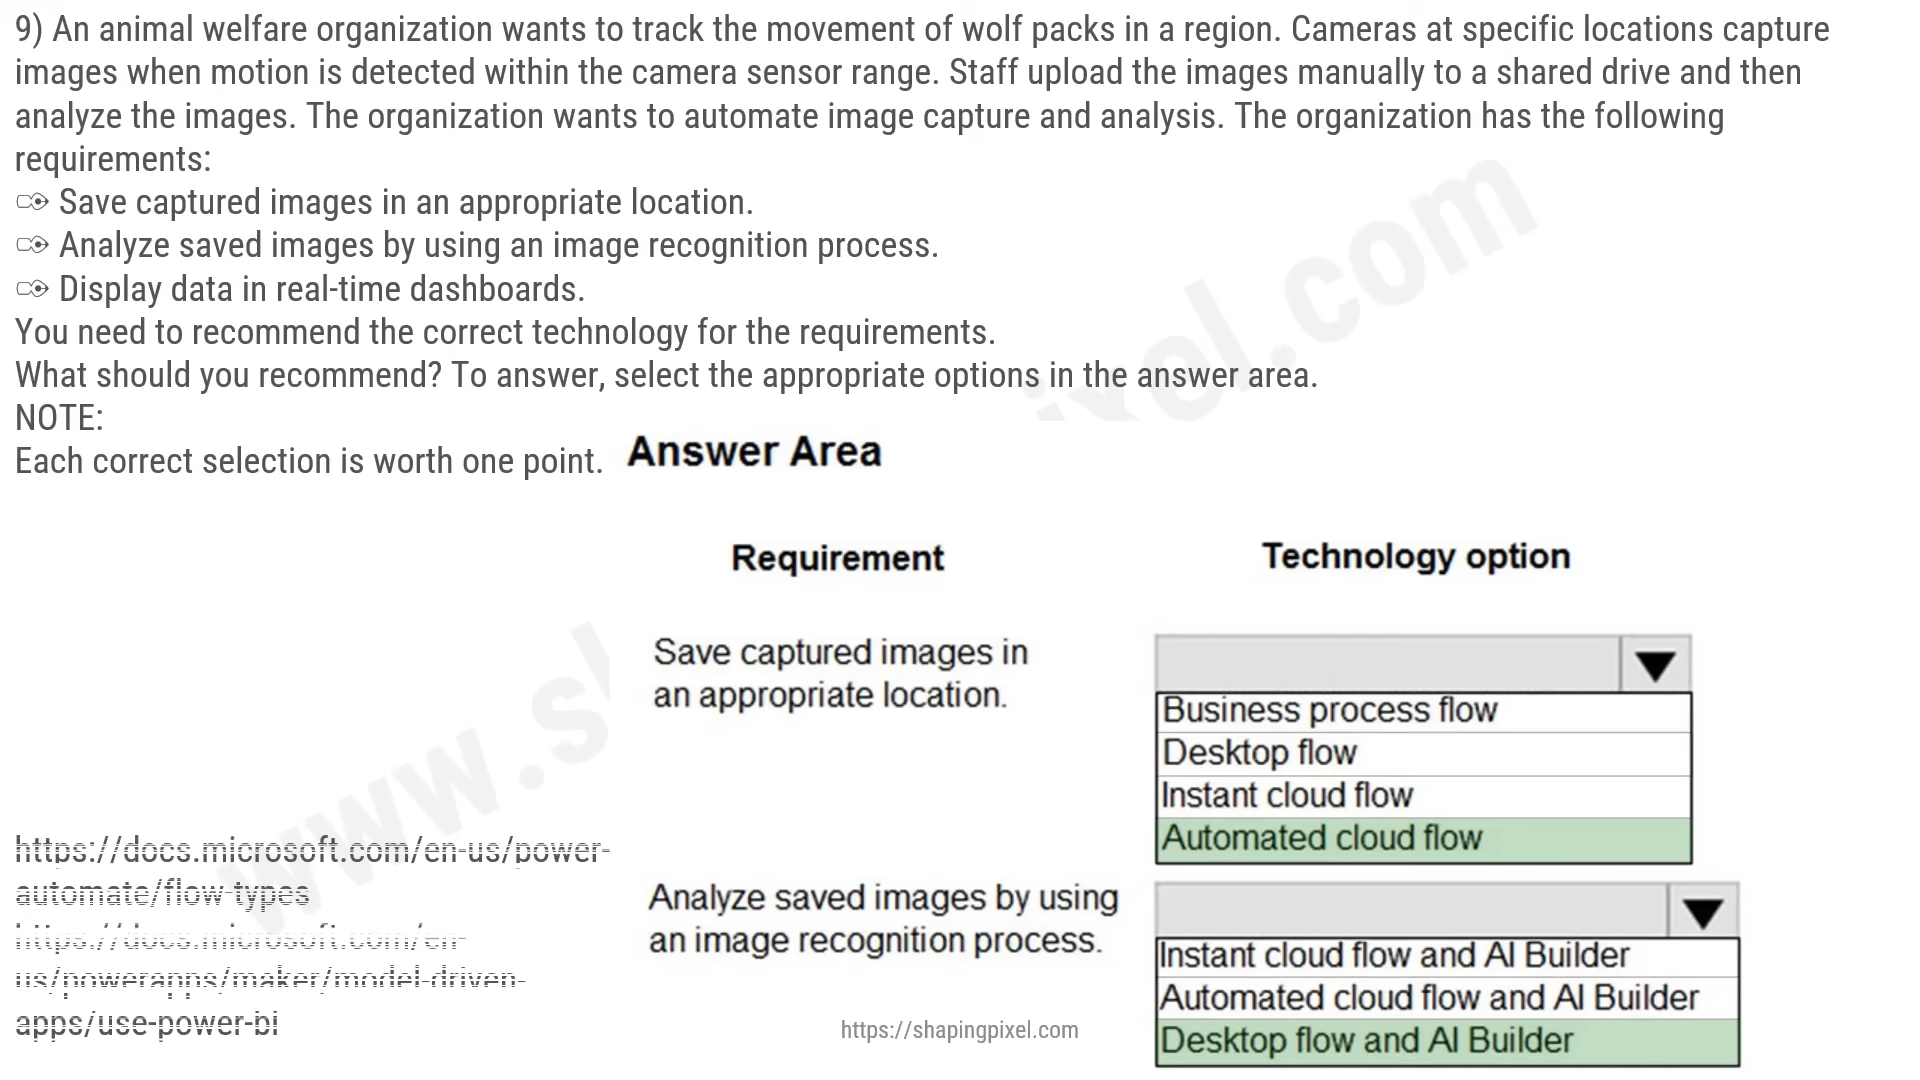 9) An animal welfare organization wants to track the movement of wolf packs in a region. Cameras at specific locations capture
images when motion is detected within the camera sensor range. Staff upload the images manually to a shared drive and then
analyze the images. The organization wants to automate image capture and analysis. The organization has the following
requirements:
Save captured images in an appropriate location.
Analyze saved images by using an image recognition process.
Display data in real-time dashboards.
You need to recommend the correct technology for the requirements.
What should you recommend? To answer, select the appropriate options in the answer area.
NOTE:
Each correct selection is worth one point.
Answer Area
Requirement Technology option
Save captured images in
an appropriate location.
Business process flow
Desktop flow
Instant cloud flow
Automated cloud flow
Analyze saved images by using
an image recognition process.
Instant cloud flow and AI Builder
Automated cloud flow and AI Builder
Desktop flow and AI Builder
https://docs.microsoft.com/en-us/power-
automate/flow-types
https://docs.microsoft.com/en-
us/powerapps/maker/model-driven-
apps/use-power-bi
https://shapingpixel.com